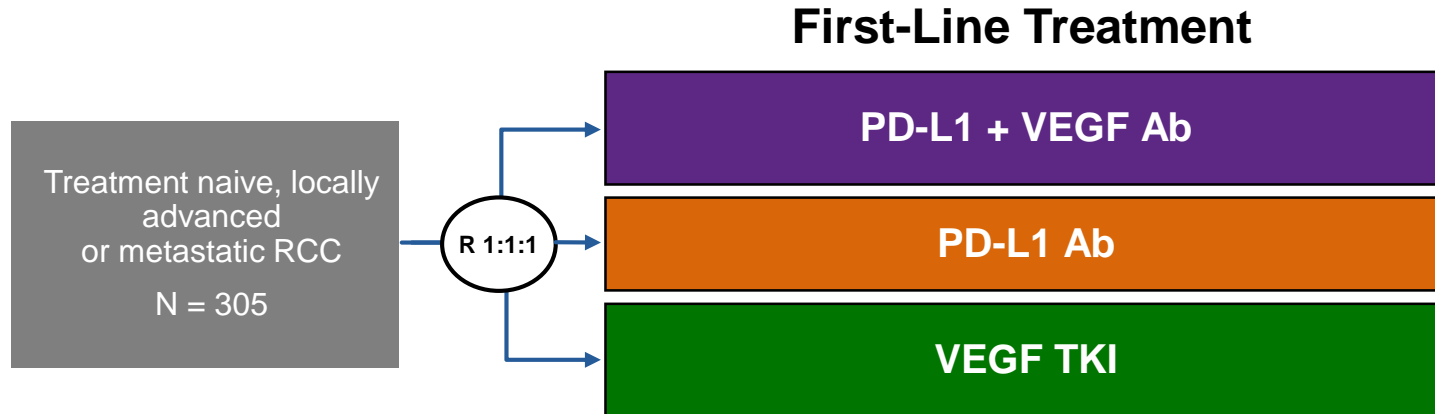 First-Line Treatment
Treatment naive, locally
advanced
or metastatic RCC
N = 305
R 1:1:1
PD-L1 + VEGF Ab
PD-L1 Ab
VEGF TKI